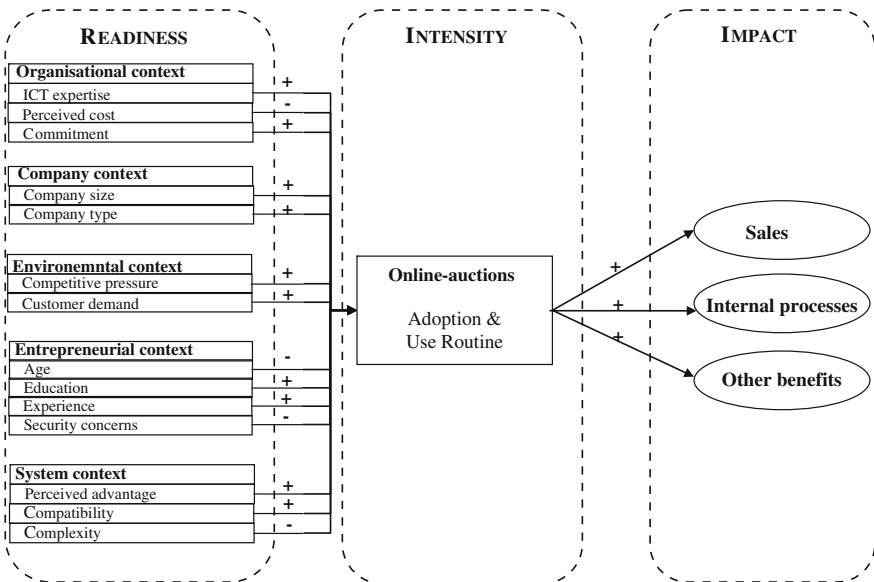 READINESS
Organisational context
+
ICT expertise
-
Perceived cost
+
Commitment
Company context
+
Company size
+
Company type
Environemntal context
+
Competitive pressure
+
Customer demand
Entrepreneurial context
-
Age
+
Education
+
Experience
-
Security concerns
System context
+
Perceived advantage
+
Compatibility
-
Complexity
INTENSITY
Online-auctions
Adoption &
Use Routine
+
+
+
IMPACT
Sales
Internal processes
Other benefits